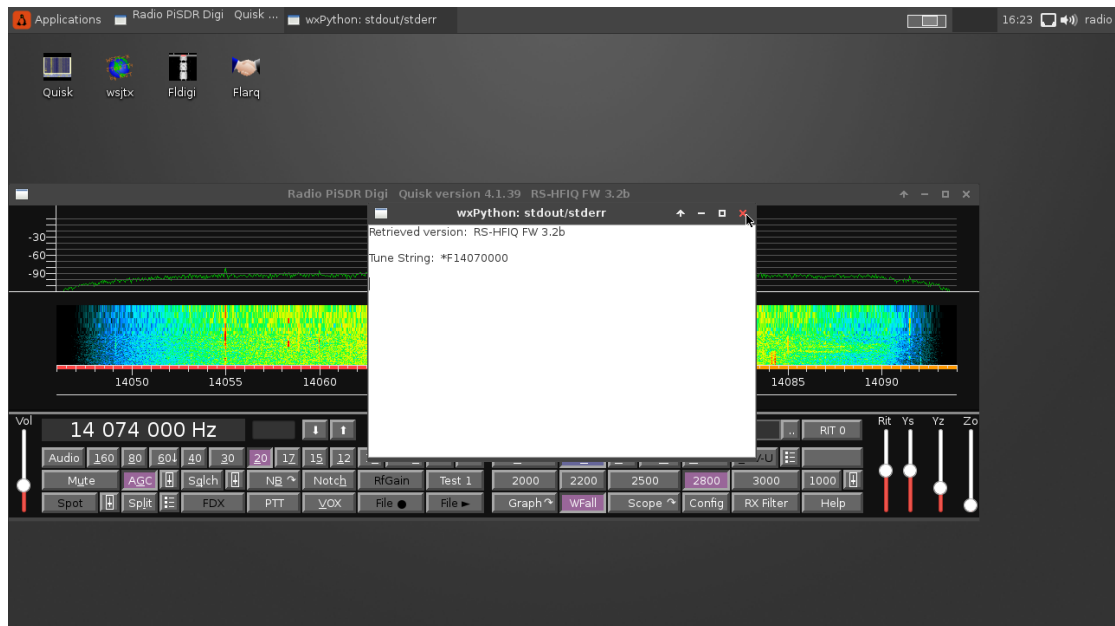 Applications Radio PiSDR Digi Quisk ... wxPython: stdout/stderr 16:23 radio
Quisk wsjtx Fldigi Flarq
Radio PiSDR Digi Quisk version 4.1.39 RS-HFIQ FW 3.2b
wxPython: stdout/stderr
Retrieved version: RS-HFIQ FW 3.2b
Tune String: *F14070000
-30
-60
-90
14050 14055 14060 14085 14090
Vol 14 074 000 Hz .. RIT 0 Rit Ys Yz Zo
Audio 160 80 60 40 30 20 17 15 12
Mute AGC Sqlch NB Notch RfGain Test 1 2000 2200 2500 2800 3000 1000
Spot Split FDX PTT VOX File File Graph WFall Scope Config RX Filter Help